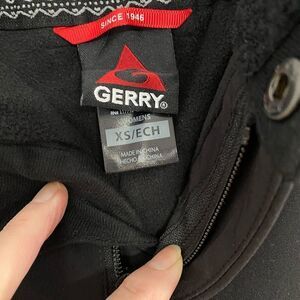 SINCE 1946
GERRY®
WOMENS
XS/ECH
MADE IN CHINA
HECHO EN CHINA